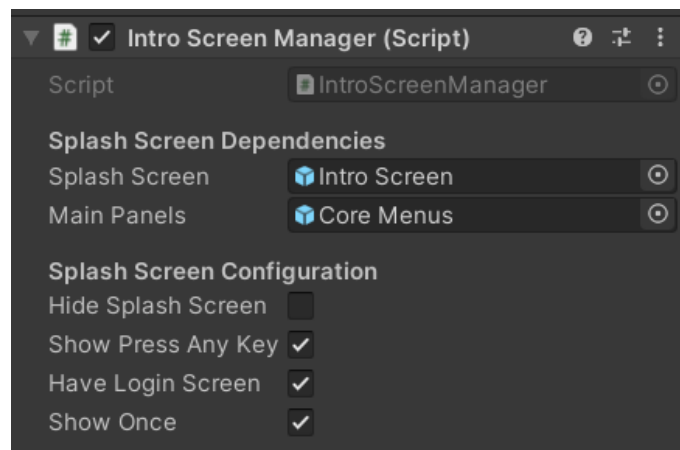 # Intro Screen Manager (Script)
Script # IntroScreenManager
Splash Screen Dependencies
Splash Screen Intro Screen
Main Panels Core Menus
Splash Screen Configuration
Hide Splash Screen
Show Press Any Key
Have Login Screen
Show Once